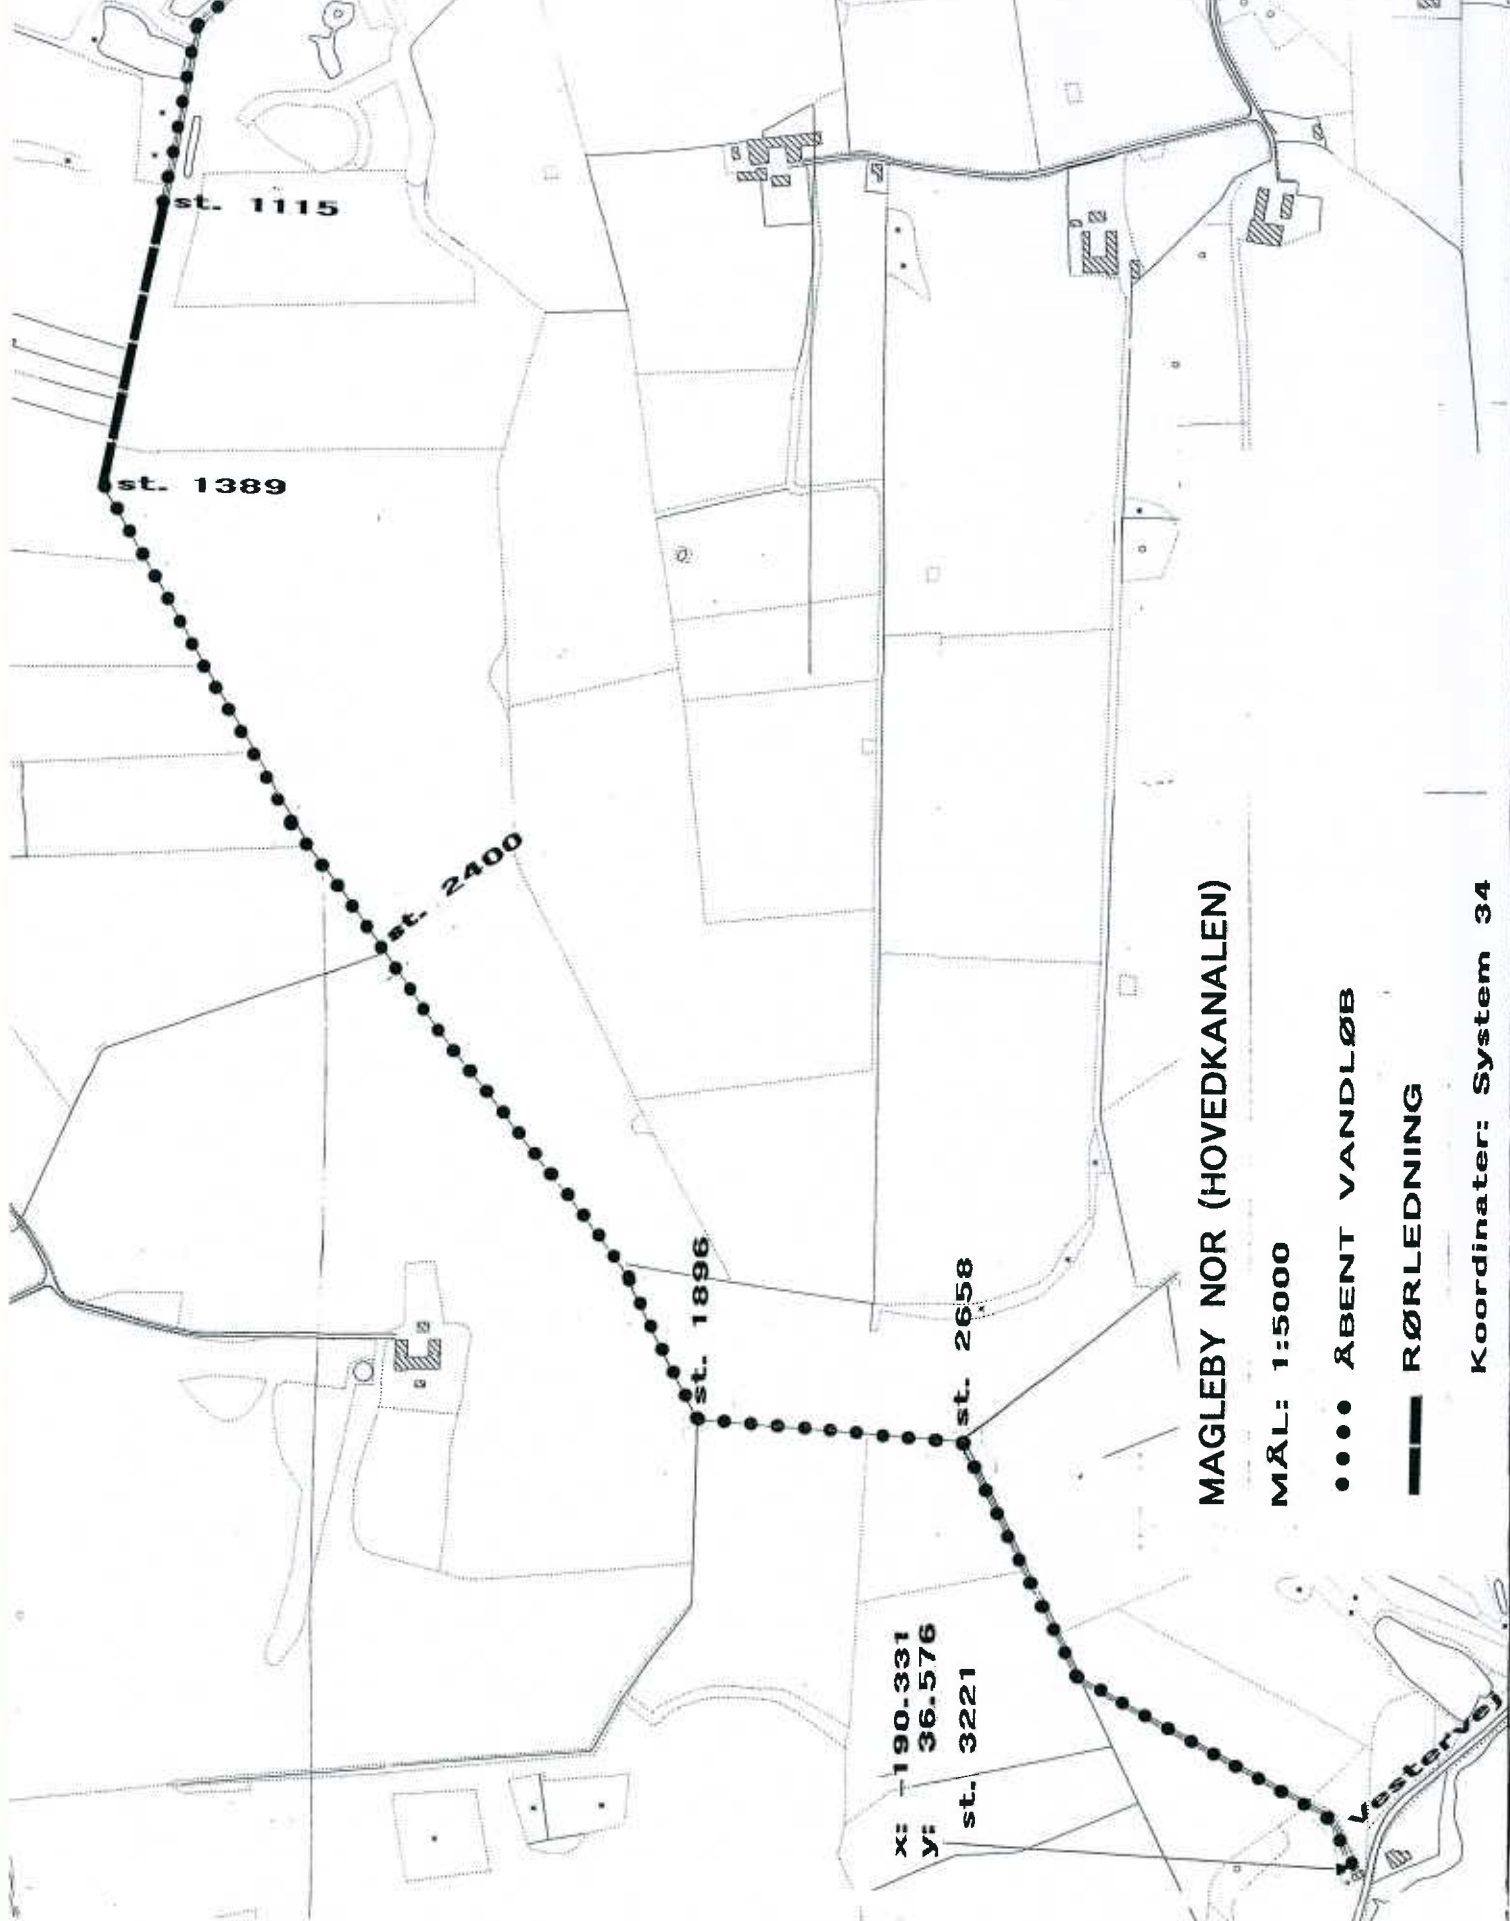 st. 1115
st. 1389
st. 2400
st. 1896
st. 2658
x: -190.331
y: 36.576
st. 3221
Lestervej
MAGLEBY NOR (HOVEDKANALEN)
MÅL: 1:5000
ÅBENT VANDLØB
RØRLEDNING
Koordinater: System 34